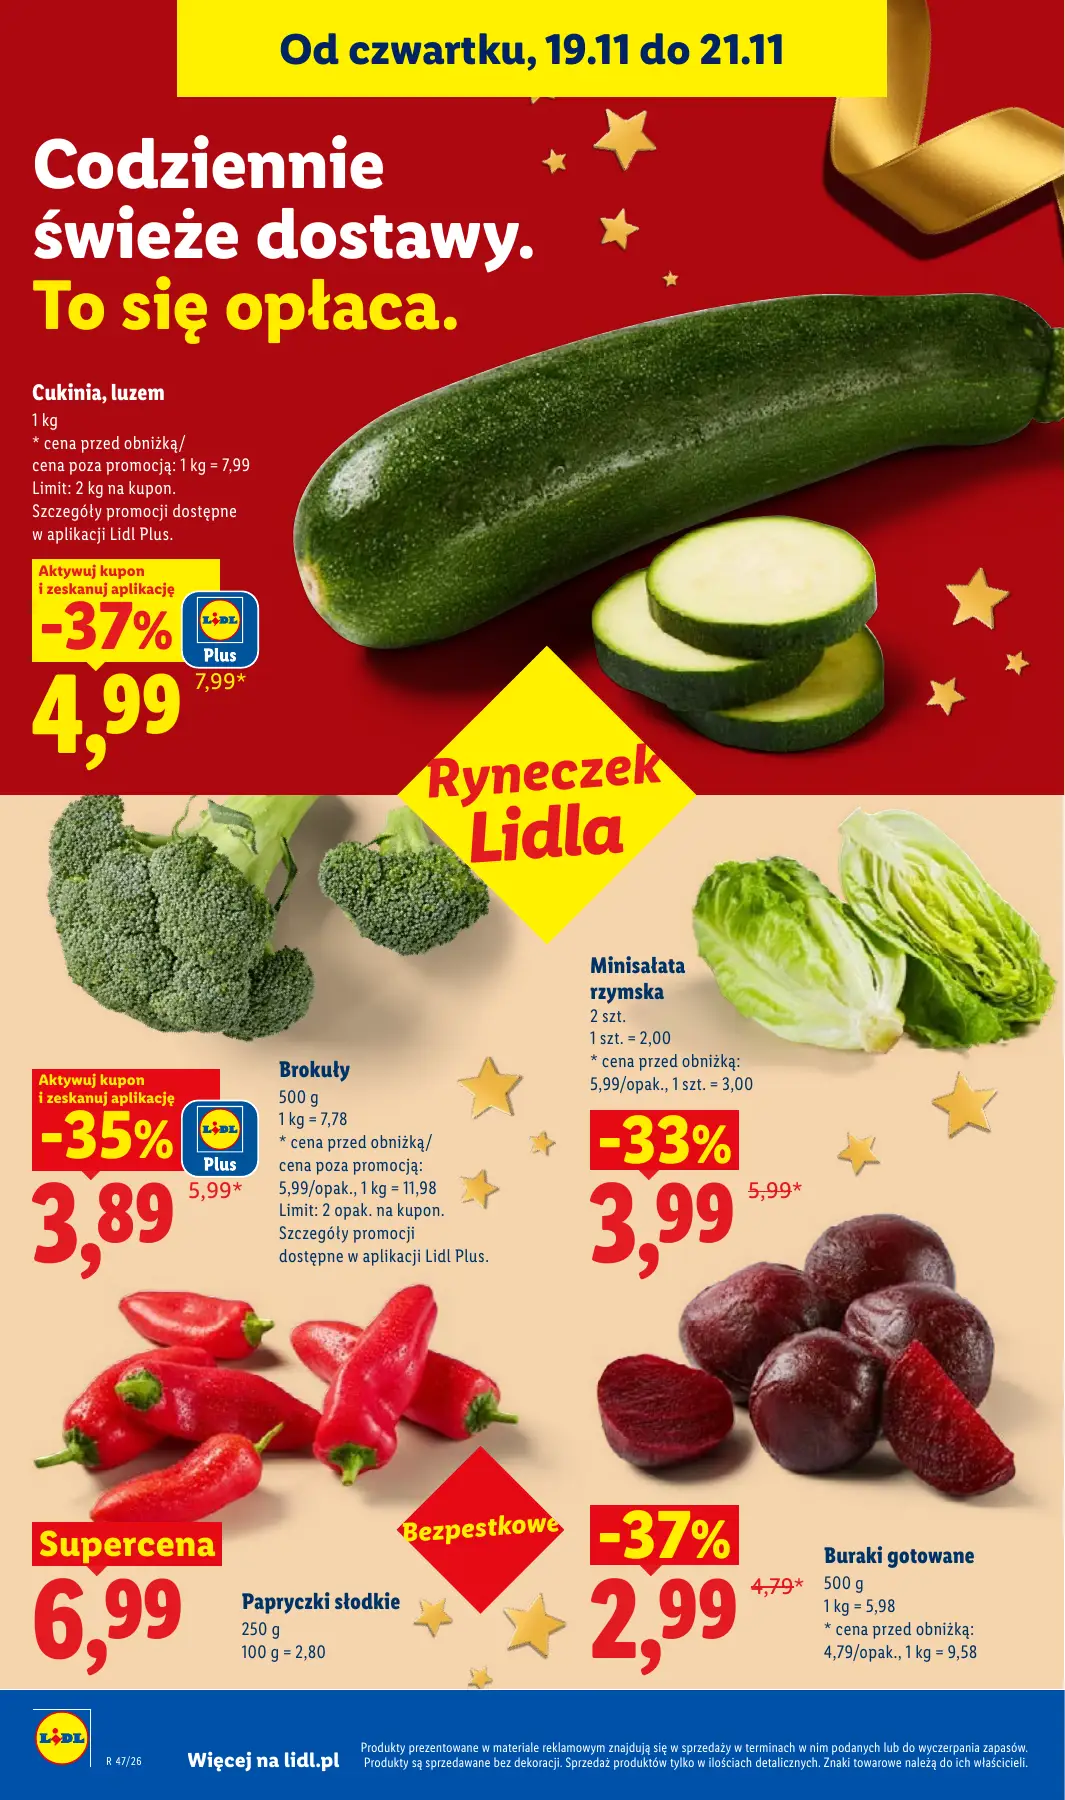 Od czwartku, 19.11 do 21.11
Codziennie
świeże dostawy.
To się opłaca.
Cukinia, luzem
1 kg
* cena przed obniżką/
cena poza promocją: 1 kg = 7,99
Limit: 2 kg na kupon.
Szczegóły promocji dostępne
w aplikacji Lidl Plus.
Aktywuj kupon
i zeskanuj aplikację
-37%
LIDL
Plus
7,99*
4,99
Ryneczek
Lidla
Minisałata
rzymska
2 szt.
1 szt. = 2,00
* cena przed obniżką:
5,99/opak., 1 szt. = 3,00
-33%
5,99*
3,99
Brokuły
500 g
1 kg = 7,78
* cena przed obniżką/
cena poza promocją:
5,99/opak., 1 kg = 11,98
Limit: 2 opak. na kupon.
Szczegóły promocji
dostępne w aplikacji Lidl Plus.
Aktywuj kupon
i zeskanuj aplikację
-35%
LIDL
Plus
5,99*
3,89
Bezpestkowe
Supercena
6,99
Papryczki słodkie
250 g
100 g = 2,80
-37%
4,79*
2,99
Buraki gotowane
500 g
1 kg = 5,98
* cena przed obniżką:
4,79/opak., 1 kg = 9,58
LIDL
R 47/26
Więcej na lidl.pl
Produkty prezentowane w materiale reklamowym znajdują się w sprzedaży w terminach w nim podanych lub do wyczerpania zapasów.
Produkty są sprzedawane bez dekoracji. Sprzedaż produktów tylko w ilościach detalicznych. Znaki towarowe należą do ich właścicieli.